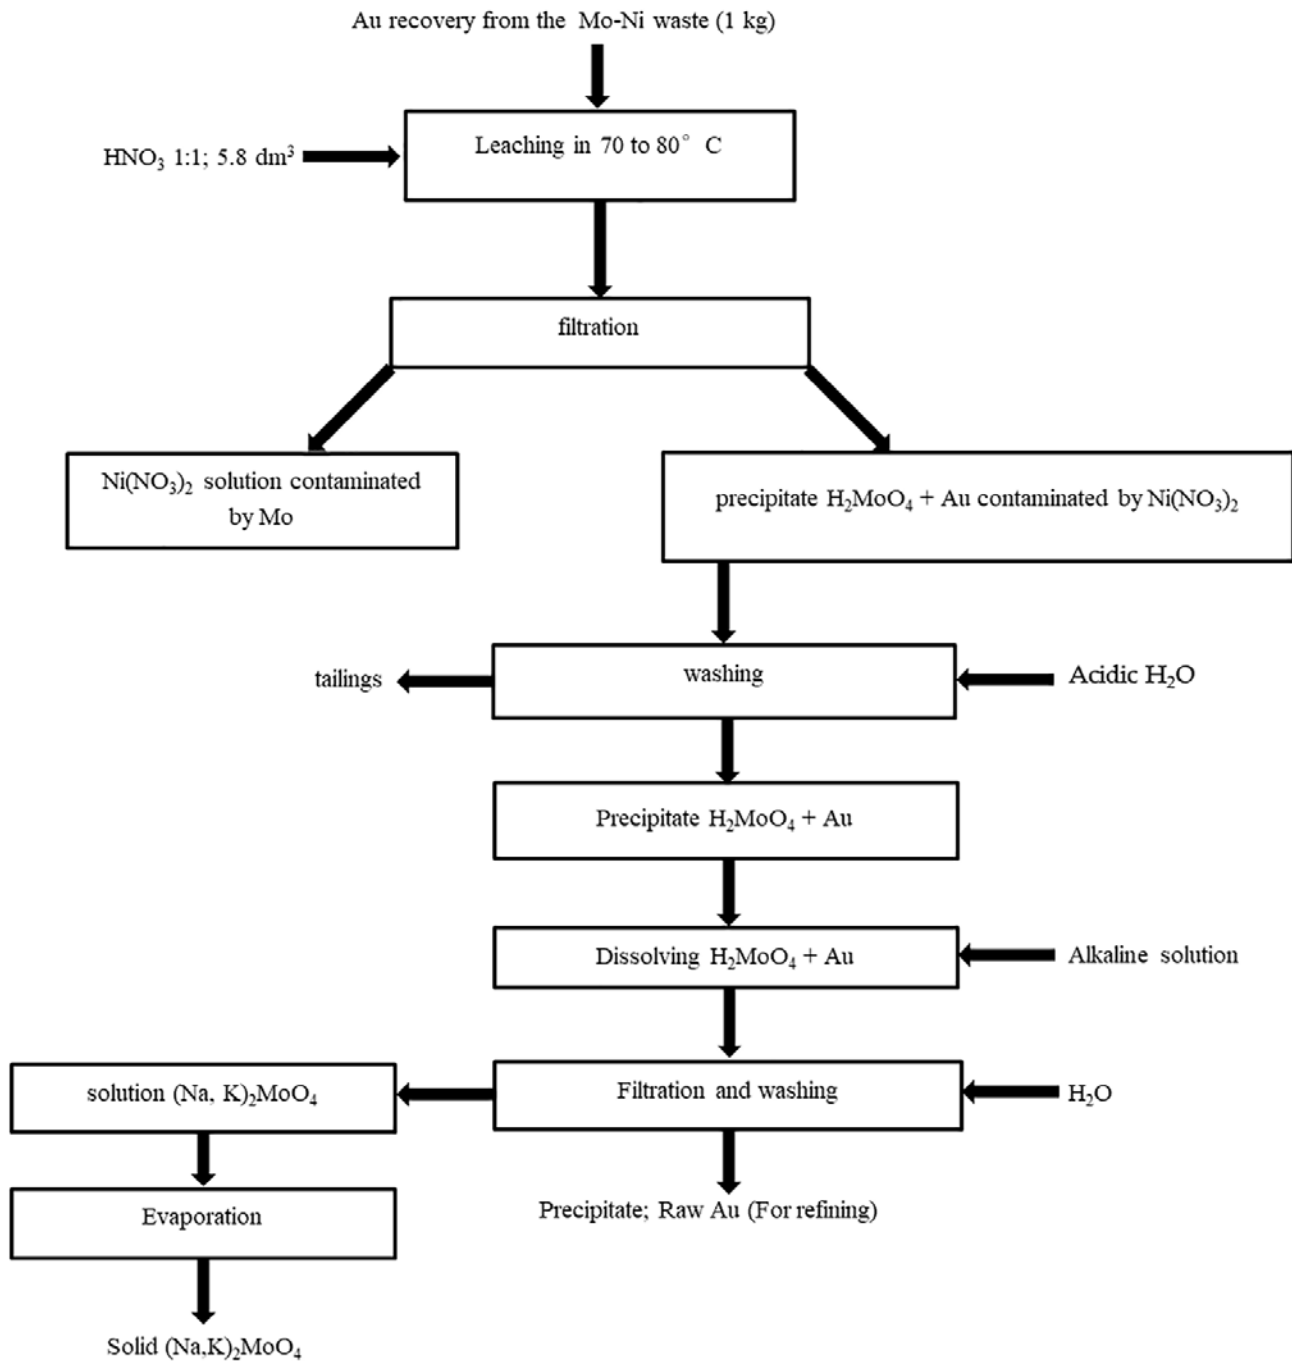 Au recovery from the Mo-Ni waste (1 kg)
Leaching in 70 to 80° C
HNO₃ 1:1; 5.8 dm³
filtration
Ni(NO₃)₂ solution contaminated
by Mo
precipitate H₂MoO₄ + Au contaminated by Ni(NO₃)₂
tailings
washing
Acidic H₂O
Precipitate H₂MoO₄ + Au
Dissolving H₂MoO₄ + Au
Alkaline solution
solution (Na, K)₂MoO₄
Filtration and washing
H₂O
Evaporation
Precipitate; Raw Au (For refining)
Solid (Na,K)₂MoO₄